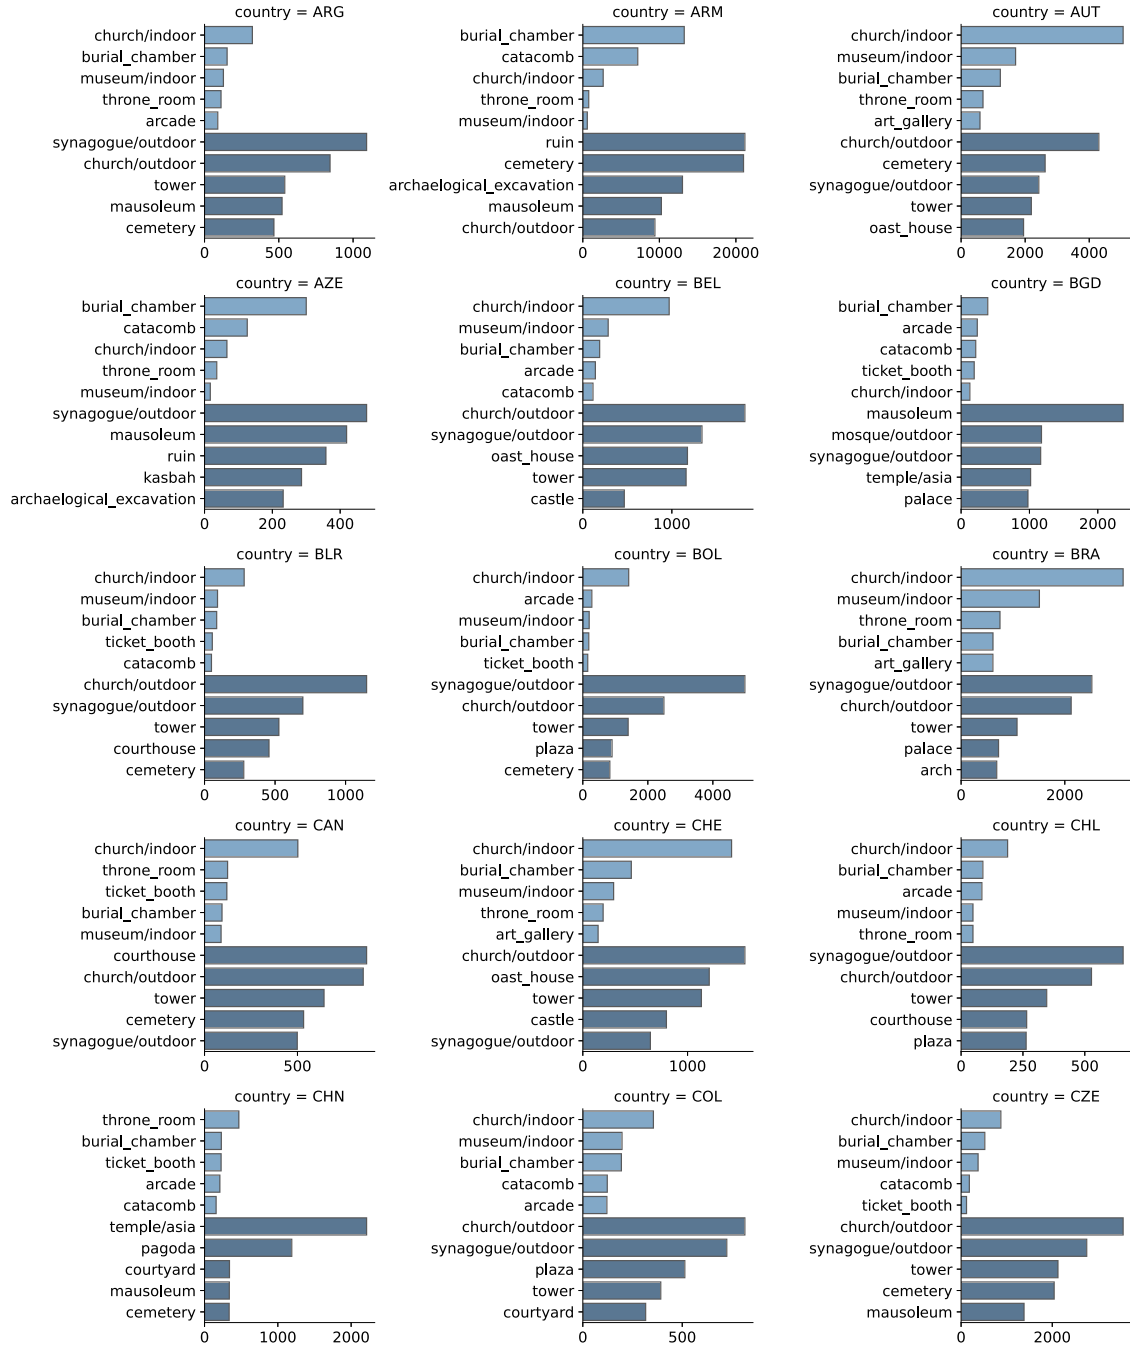 country = ARG
church/indoor
burial_chamber
museum/indoor
throne_room
arcade
synagogue/outdoor
church/outdoor
tower
mausoleum
cemetery
0 500 1000
country = ARM
burial_chamber
catacomb
church/indoor
throne_room
museum/indoor
ruin
cemetery
archaelogical_excavation
mausoleum
church/outdoor
0 10000 20000
country = AUT
church/indoor
museum/indoor
burial_chamber
throne_room
art_gallery
church/outdoor
cemetery
synagogue/outdoor
tower
oast_house
0 2000 4000
country = AZE
burial_chamber
catacomb
church/indoor
throne_room
museum/indoor
synagogue/outdoor
mausoleum
ruin
kasbah
archaelogical_excavation
0 200 400
country = BEL
church/indoor
museum/indoor
burial_chamber
arcade
catacomb
church/outdoor
synagogue/outdoor
oast_house
tower
castle
0 1000
country = BGD
burial_chamber
arcade
catacomb
ticket_booth
church/indoor
mausoleum
mosque/outdoor
synagogue/outdoor
temple/asia
palace
0 1000 2000
country = BLR
church/indoor
museum/indoor
burial_chamber
ticket_booth
catacomb
church/outdoor
synagogue/outdoor
tower
courthouse
cemetery
0 500 1000
country = BOL
church/indoor
arcade
museum/indoor
burial_chamber
ticket_booth
synagogue/outdoor
church/outdoor
tower
plaza
cemetery
0 2000 4000
country = BRA
church/indoor
museum/indoor
throne_room
burial_chamber
art_gallery
synagogue/outdoor
church/outdoor
tower
palace
arch
0 2000
country = CAN
church/indoor
throne_room
ticket_booth
burial_chamber
museum/indoor
courthouse
church/outdoor
tower
cemetery
synagogue/outdoor
0 500
country = CHE
church/indoor
burial_chamber
museum/indoor
throne_room
art_gallery
church/outdoor
oast_house
tower
castle
synagogue/outdoor
0 1000
country = CHL
church/indoor
burial_chamber
arcade
museum/indoor
throne_room
synagogue/outdoor
church/outdoor
tower
courthouse
plaza
0 250 500
country = CHN
throne_room
burial_chamber
ticket_booth
arcade
catacomb
temple/asia
pagoda
courtyard
mausoleum
cemetery
0 1000 2000
country = COL
church/indoor
museum/indoor
burial_chamber
catacomb
arcade
church/outdoor
synagogue/outdoor
plaza
tower
courtyard
0 500
country = CZE
church/indoor
burial_chamber
museum/indoor
catacomb
ticket_booth
church/outdoor
synagogue/outdoor
tower
cemetery
mausoleum
0 2000